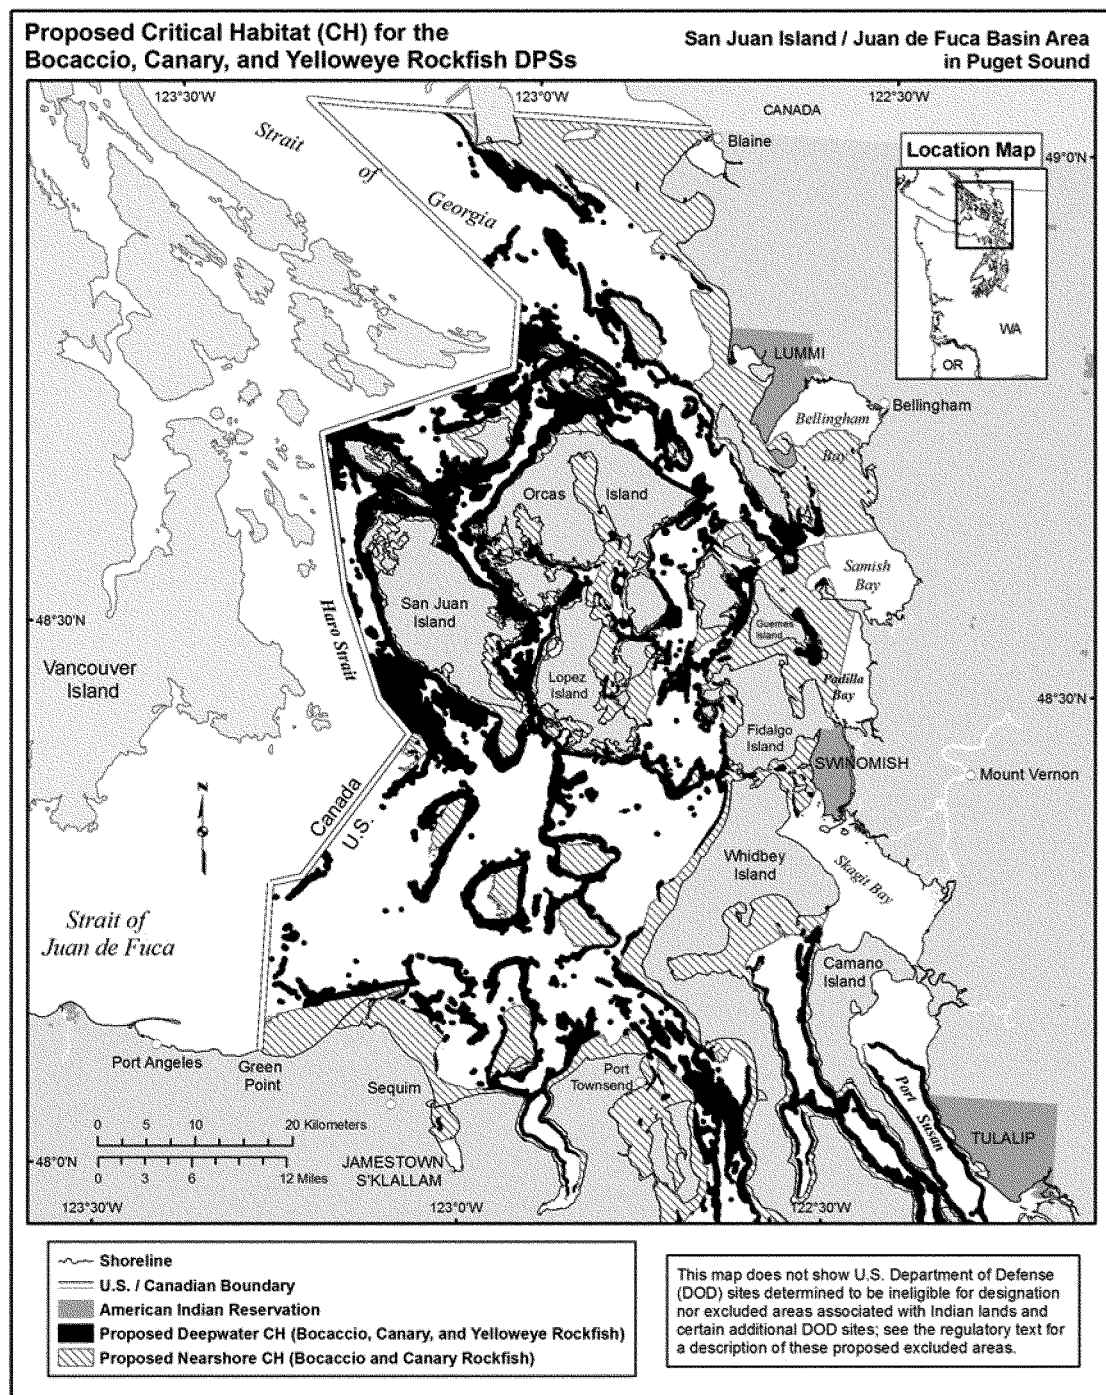 Proposed Critical Habitat (CH) for the
Bocaccio, Canary, and Yelloweye Rockfish DPSs
San Juan Island / Juan de Fuca Basin Area
in Puget Sound
123°30'W
123°0'W
122°30'W
CANADA
Blaine
Strait
of
Georgia
Location Map
49°0'N
WA
OR
LUMMI
Bellingham
Bellingham
Bay
Orcas Island
Samish
Bay
San Juan
Island
Haro Strait
48°30'N
Guemes
Island
Vancouver
Island
Lopez
Island
Padilla
Bay
48°30'N
Fidalgo
Island
SWINOMISH
Mount Vernon
N
Canada
U.S.
Whidbey
Island
Skagit Bay
Strait of
Juan de Fuca
Camano
Island
Port Angeles
Green
Point
Port
Townsend
Sequim
Port Susan
0 5 10 20 Kilometers
0 3 6 12 Miles
TULALIP
48°0'N
JAMESTOWN
S'KLALLAM
123°30'W
123°0'W
122°30'W
Shoreline
U.S. / Canadian Boundary
American Indian Reservation
Proposed Deepwater CH (Bocaccio, Canary, and Yelloweye Rockfish)
Proposed Nearshore CH (Bocaccio and Canary Rockfish)
This map does not show U.S. Department of Defense
(DOD) sites determined to be ineligible for designation
nor excluded areas associated with Indian lands and
certain additional DOD sites; see the regulatory text for
a description of these proposed excluded areas.